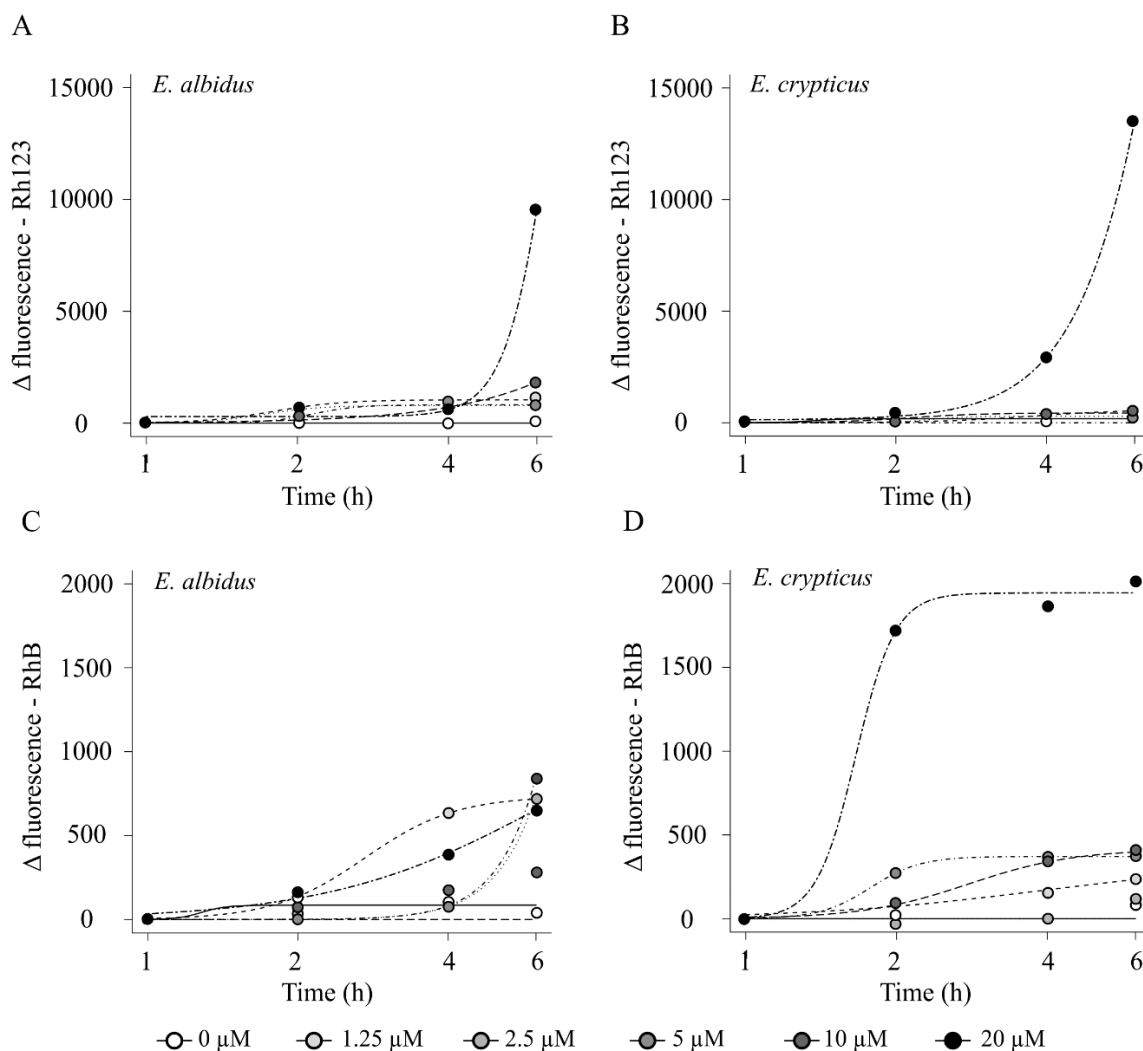 A
E. albidus
Δ fluorescence - Rh123
15000
10000
5000
0
1
2
4
6
Time (h)
B
E. crypticus
Δ fluorescence - Rh123
15000
10000
5000
0
1
2
4
6
Time (h)
C
E. albidus
Δ fluorescence - RhB
2000
1500
1000
500
0
1
2
4
6
Time (h)
D
E. crypticus
Δ fluorescence - RhB
2000
1500
1000
500
0
1
2
4
6
Time (h)
0 µM 1.25 µM 2.5 µM 5 µM 10 µM 20 µM